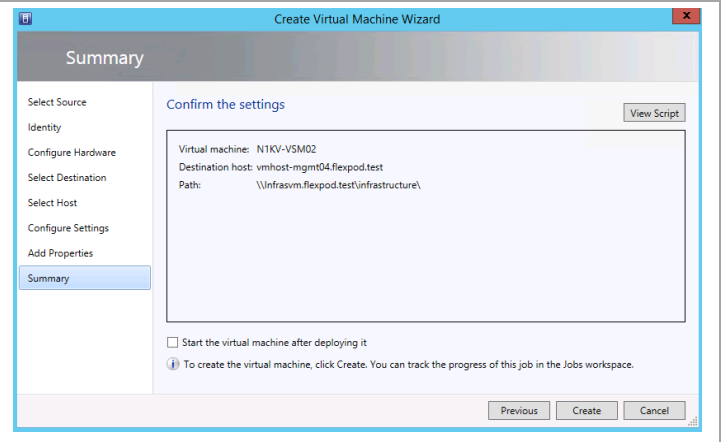 Create Virtual Machine Wizard
x
Summary
Select Source
Identity
Configure Hardware
Select Destination
Select Host
Configure Settings
Add Properties
Summary
Confirm the settings
View Script
Virtual machine: N1KV-VSM02
Destination host: vmhost-mgmt04.flexpod.test
Path: \\Infrasvm.flexpod.test\infrastructure\
Start the virtual machine after deploying it
To create the virtual machine, click Create. You can track the progress of this job in the Jobs workspace.
Previous Create Cancel